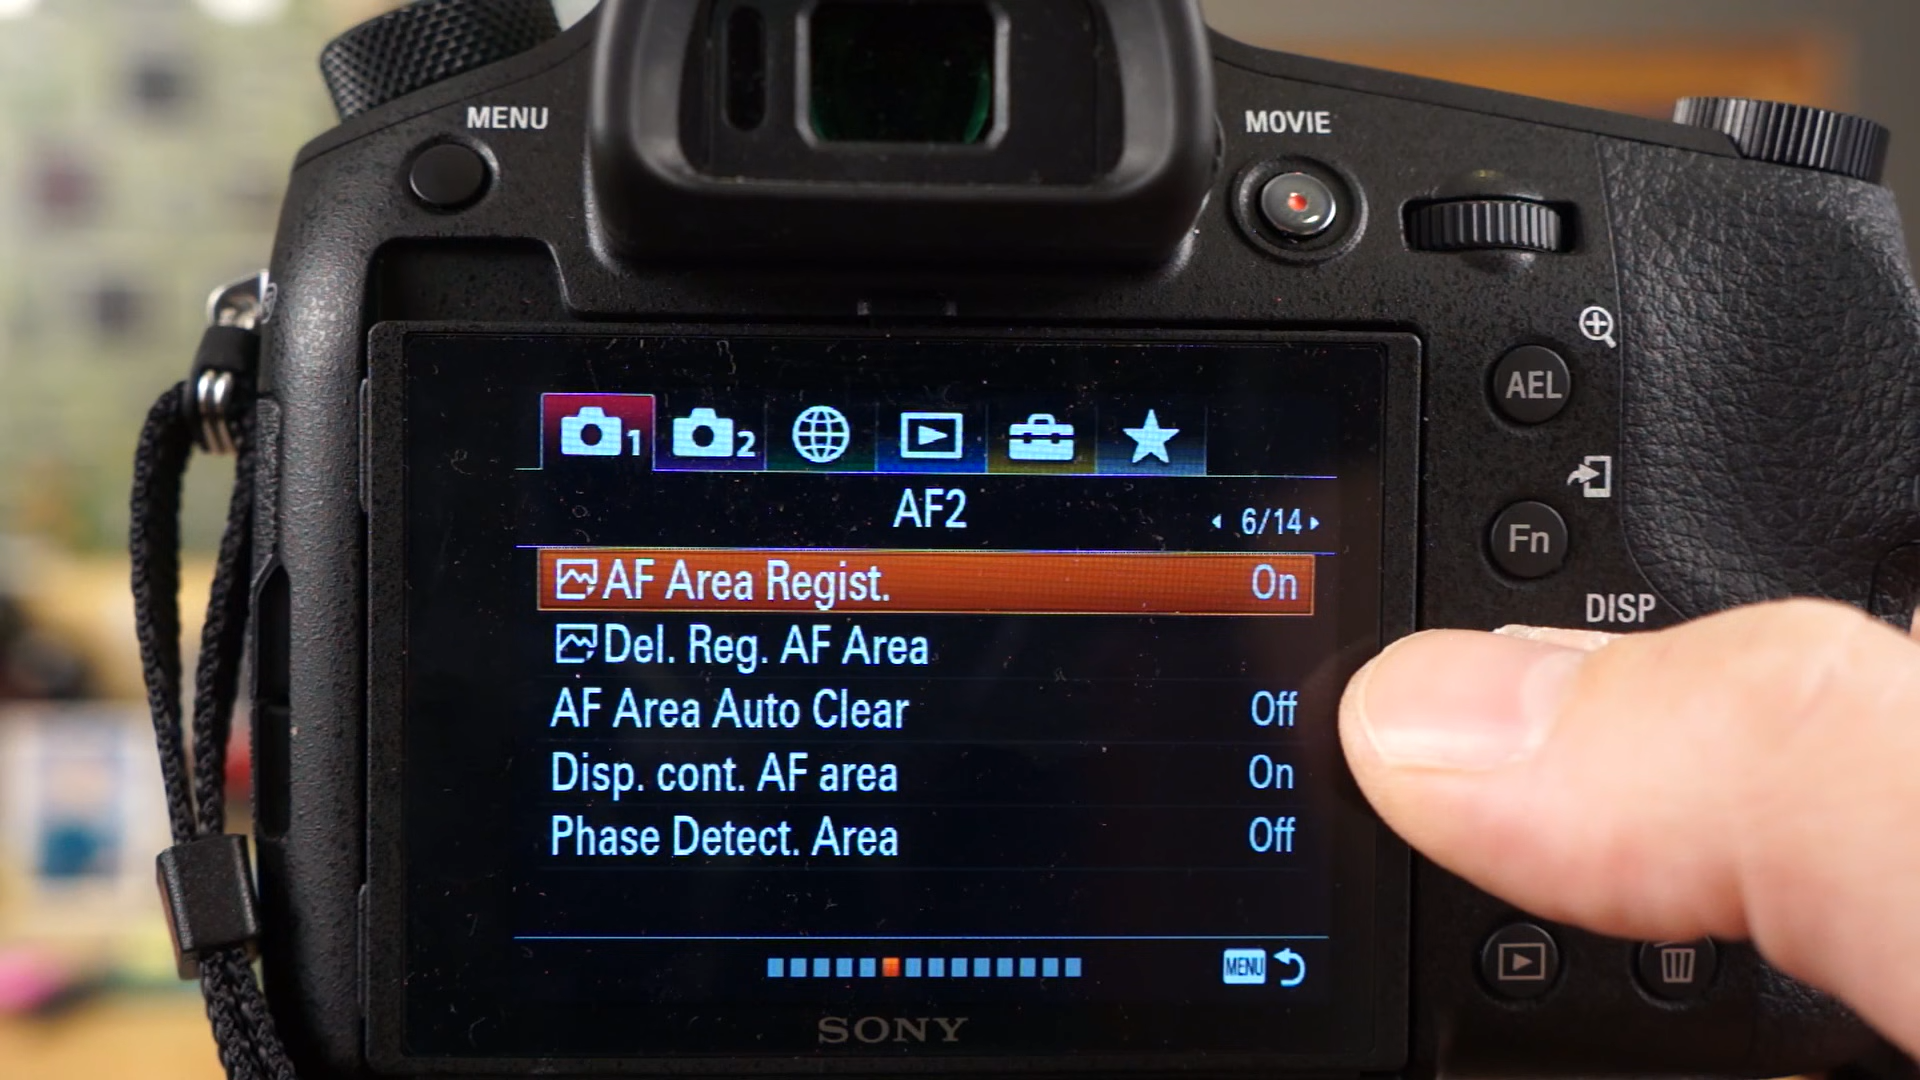 MENU
MOVIE
AEL
Fn
DISP
1
2
AF2
6/14
AF Area Regist. On
Del. Reg. AF Area
AF Area Auto Clear Off
Disp. cont. AF area On
Phase Detect. Area Off
MENU
SONY